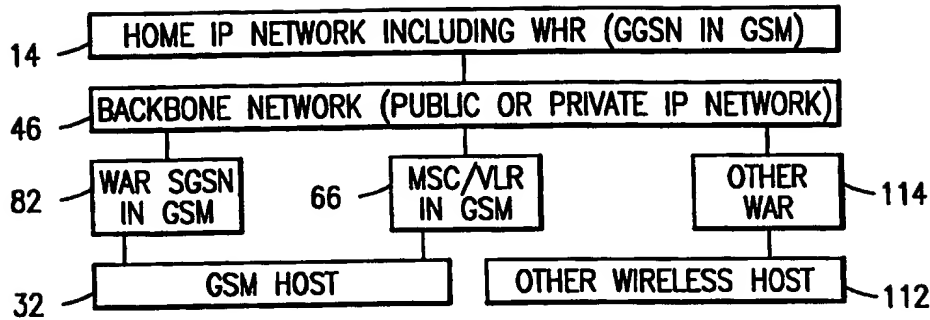 HOME IP NETWORK INCLUDING WHR (GGSN IN GSM)
14
BACKBONE NETWORK (PUBLIC OR PRIVATE IP NETWORK)
46
WAR SGSN
IN GSM
82
MSC/VLR
IN GSM
66
OTHER
WAR
114
GSM HOST
32
OTHER WIRELESS HOST
112